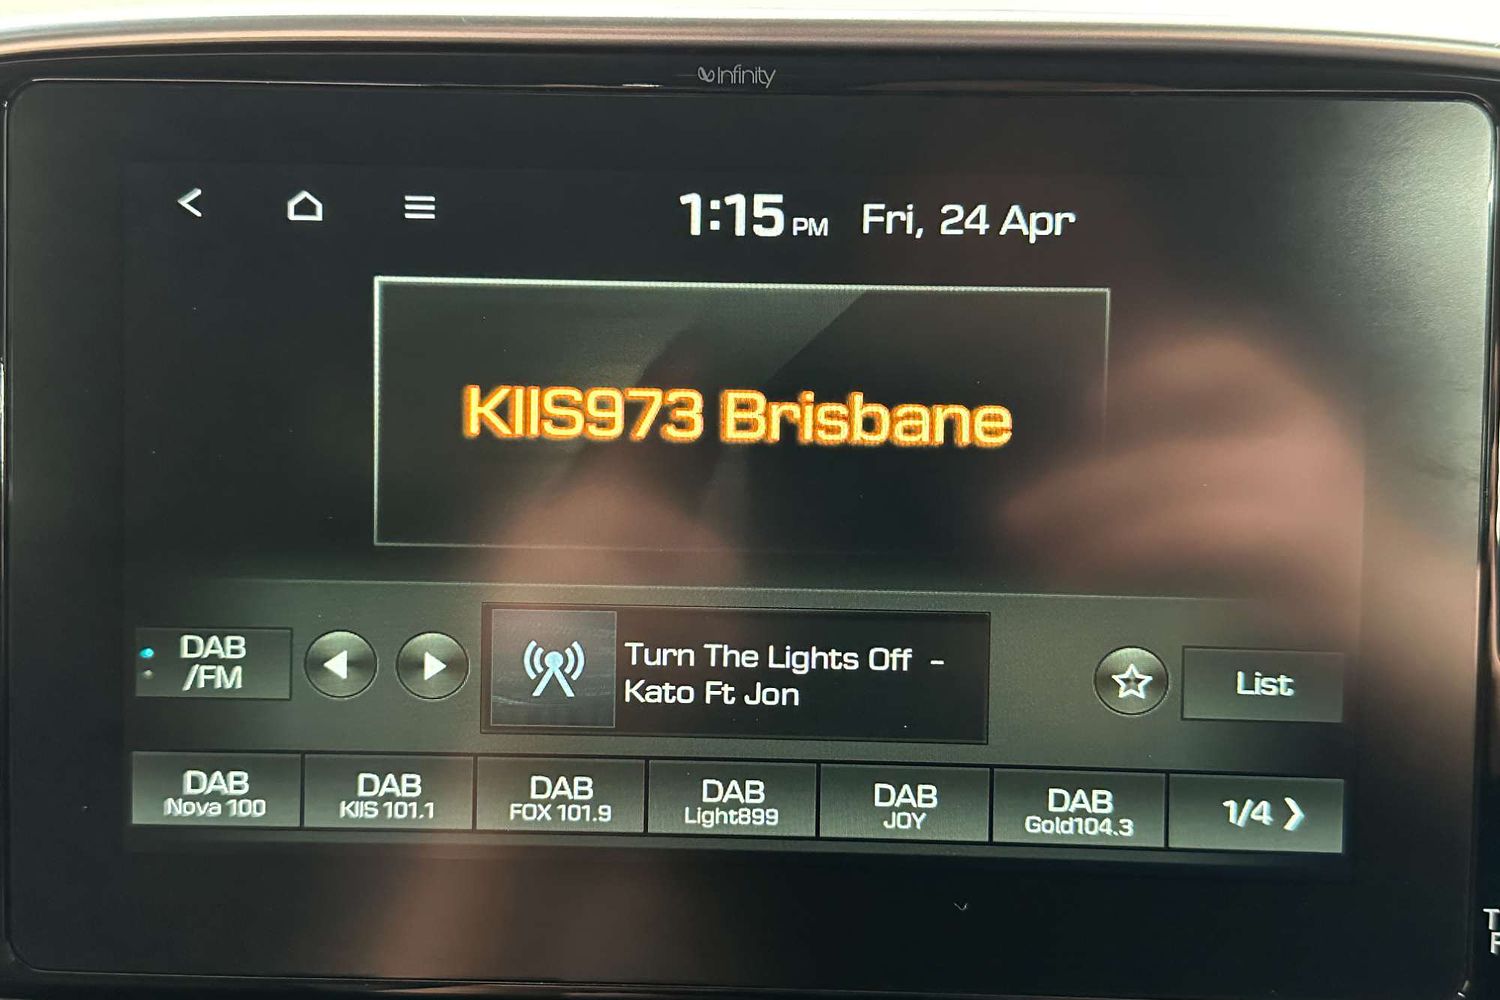 Infinity
1:15 PM Fri, 24 Apr
KIIS973 Brisbane
DAB
/FM
Turn The Lights Off -
Kato Ft Jon
List
DAB
Nova 100
DAB
KIIS 101.1
DAB
FOX 101.9
DAB
Light899
DAB
JOY
DAB
Gold104.3
1/4